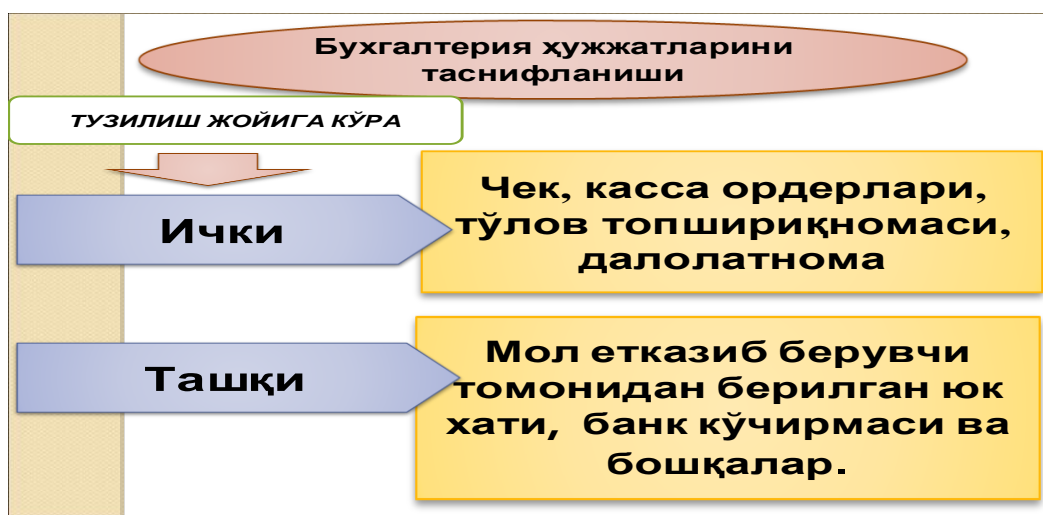 Бухгалтерия ҳужжатларини
таснифланиши
ТУЗИЛИШ ЖОЙИГА КЎРА
Ички
Чек, касса ордерлари,
тўлов топшириқномаси,
далолатнома
Ташқи
Мол етказиб берувчи
томонидан берилган юк
хати, банк кўчирмаси ва
бошқалар.